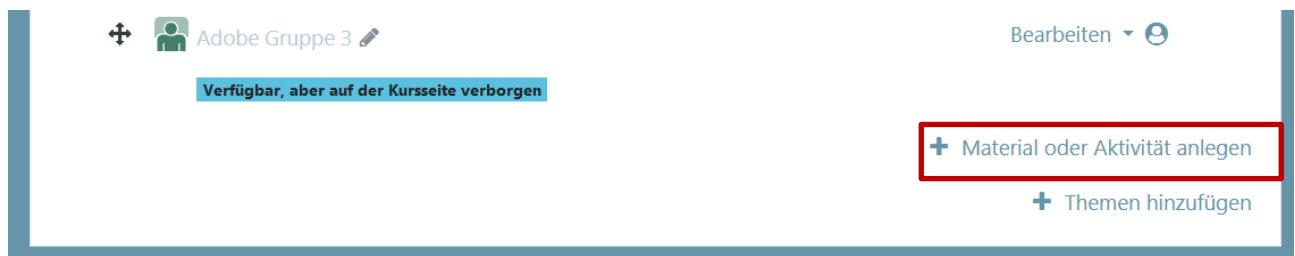 Adobe Gruppe 3 Bearbeiten
Verfügbar, aber auf der Kursseite verborgen
Material oder Aktivität anlegen
Themen hinzufügen